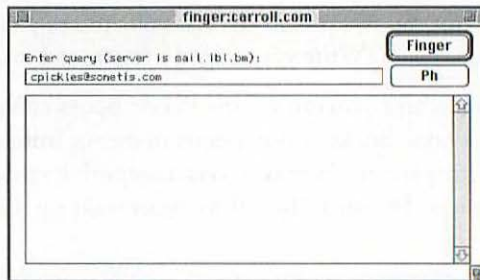 finger:carroll.com
Finger
Enter query (server is mail.lbl.bm):
cpickles@sonetis.com
Ph